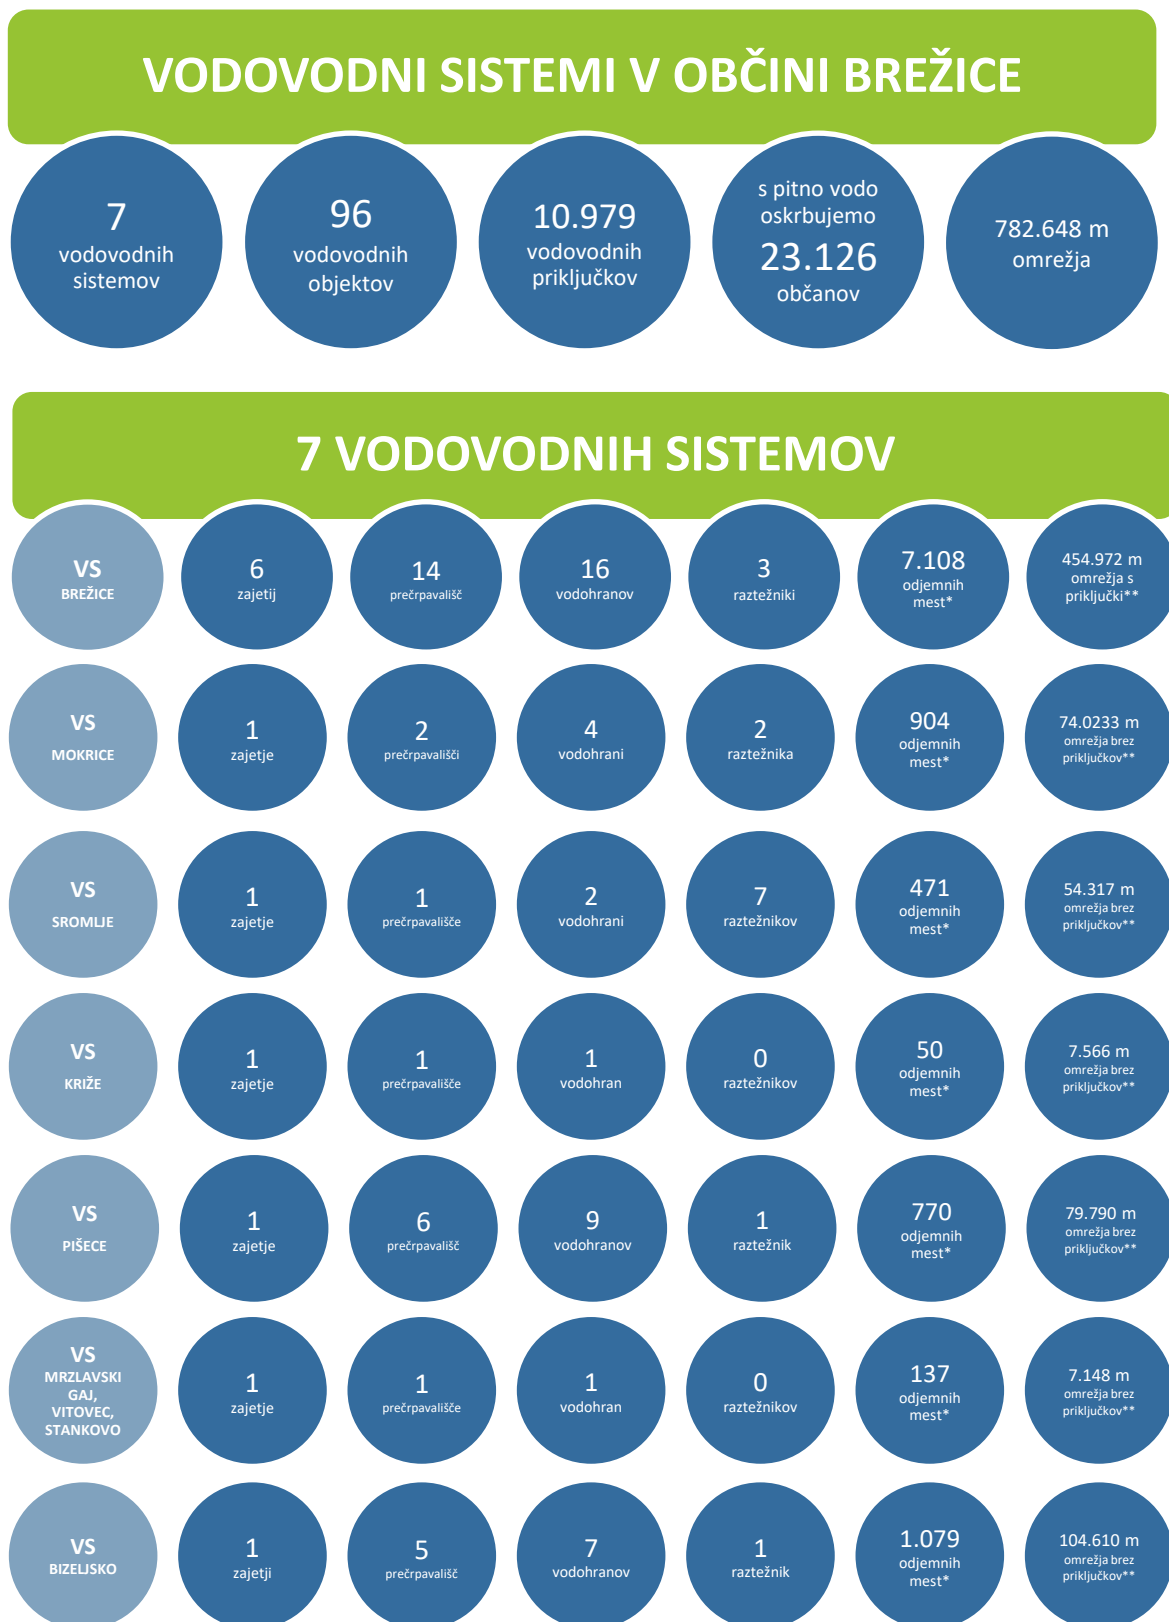 VODOVODNI SISTEMI V OBČINI BREŽICE
7
vodovodnih
sistemov
96
vodovodnih
objektov
10.979
vodovodnih
priključkov
s pitno vodo
oskrbujemo
23.126
občanov
782.648 m
omrežja
7 VODOVODNIH SISTEMOV
VS
BREŽICE
6
zajetij
14
prečrpavališč
16
vodohranov
3
raztežniki
7.108
odjemnih
mest*
454.972 m
omrežja s
priključki**
VS
MOKRICE
1
zajetje
2
prečrpavališči
4
vodohrani
2
raztežnika
904
odjemnih
mest*
74.0233 m
omrežja brez
priključkov**
VS
SROMLJE
1
zajetje
1
prečrpavališče
2
vodohrani
7
raztežnikov
471
odjemnih
mest*
54.317 m
omrežja brez
priključkov**
VS
KRIŽE
1
zajetje
1
prečrpavališče
1
vodohran
0
raztežnikov
50
odjemnih
mest*
7.566 m
omrežja brez
priključkov**
VS
PIŠECE
1
zajetje
6
prečrpavališč
9
vodohranov
1
raztežnik
770
odjemnih
mest*
79.790 m
omrežja brez
priključkov**
VS
MRZLAVSKI
GAJ,
VITOVEC,
STANKOVO
1
zajetje
1
prečrpavališče
1
vodohran
0
raztežnikov
137
odjemnih
mest*
7.148 m
omrežja brez
priključkov**
VS
BIZELJSKO
1
zajetji
5
prečrpavališč
7
vodohranov
1
raztežnik
1.079
odjemnih
mest*
104.610 m
omrežja brez
priključkov**